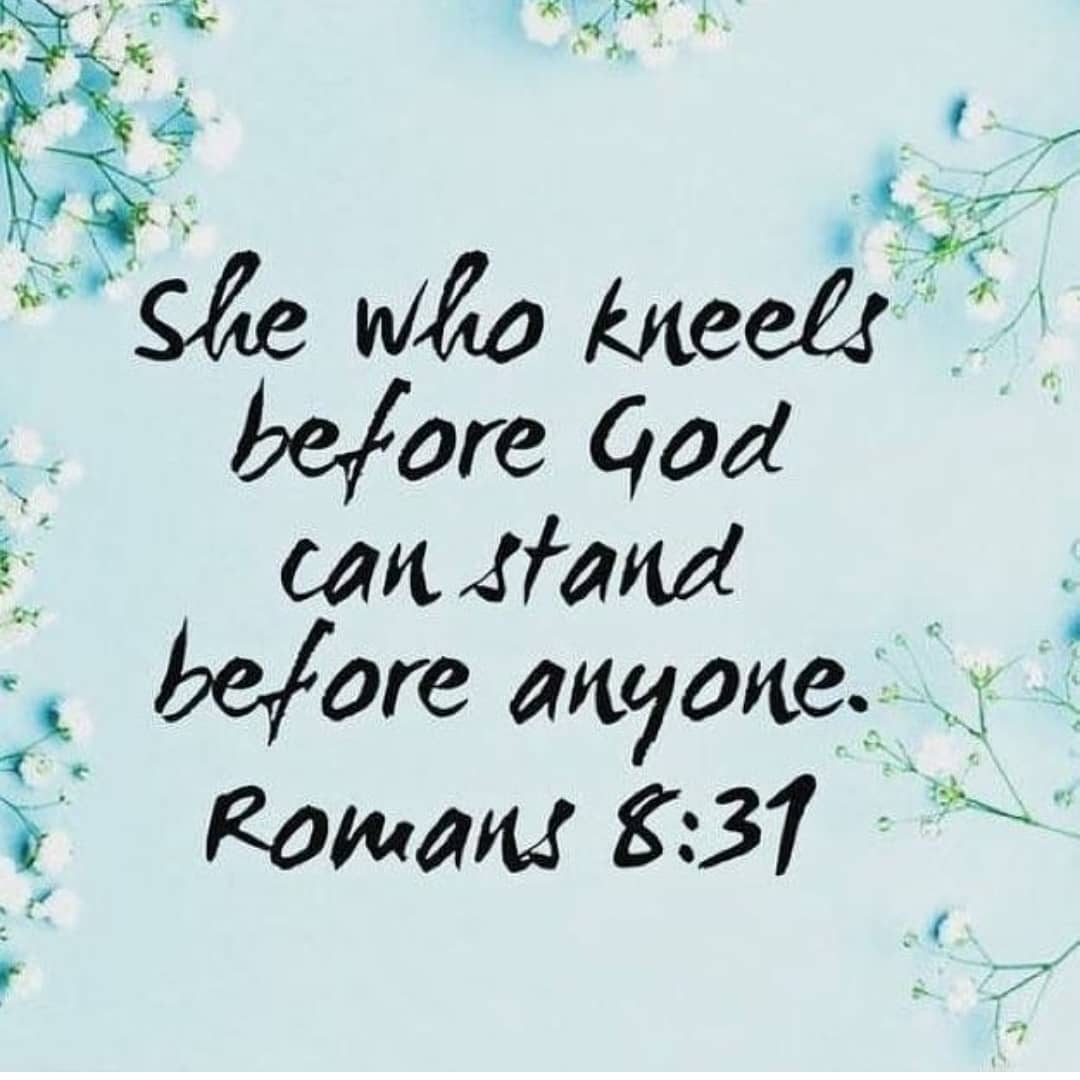 She who kneels
before God
can stand
before anyone.
Romans 8:31